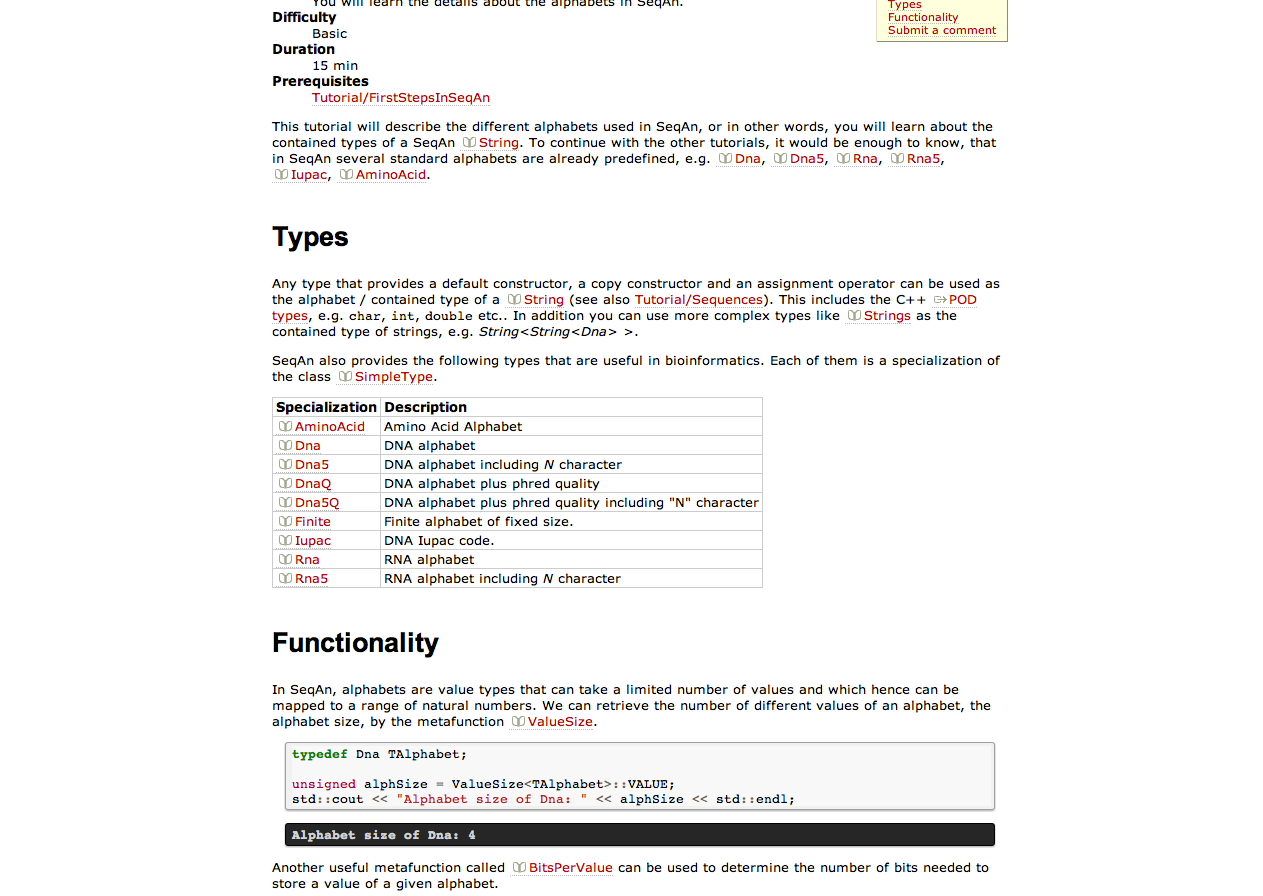 You will learn the details about the alphabets in SeqAn.
Difficulty
Basic
Duration
15 min
Prerequisites
Tutorial/FirstStepsInSeqAn
Types
Functionality
Submit a comment
This tutorial will describe the different alphabets used in SeqAn, or in other words, you will learn about the
contained types of a SeqAn String. To continue with the other tutorials, it would be enough to know, that
in SeqAn several standard alphabets are already predefined, e.g. Dna, Dna5, Rna, Rna5,
Iupac, AminoAcid.
Types
Any type that provides a default constructor, a copy constructor and an assignment operator can be used as
the alphabet / contained type of a String (see also Tutorial/Sequences). This includes the C++ POD
types, e.g. char, int, double etc.. In addition you can use more complex types like Strings as the
contained type of strings, e.g. String<String<Dna> >.
SeqAn also provides the following types that are useful in bioinformatics. Each of them is a specialization of
the class SimpleType.
Specialization Description
AminoAcid Amino Acid Alphabet
Dna DNA alphabet
Dna5 DNA alphabet including N character
DnaQ DNA alphabet plus phred quality
Dna5Q DNA alphabet plus phred quality including "N" character
Finite Finite alphabet of fixed size.
Iupac DNA Iupac code.
Rna RNA alphabet
Rna5 RNA alphabet including N character
Functionality
In SeqAn, alphabets are value types that can take a limited number of values and which hence can be
mapped to a range of natural numbers. We can retrieve the number of different values of an alphabet, the
alphabet size, by the metafunction ValueSize.
typedef Dna TAlphabet;
unsigned alphSize = ValueSize<TAlphabet>::VALUE;
std::cout << "Alphabet size of Dna: " << alphSize << std::endl;
Alphabet size of Dna: 4
Another useful metafunction called BitsPerValue can be used to determine the number of bits needed to
store a value of a given alphabet.